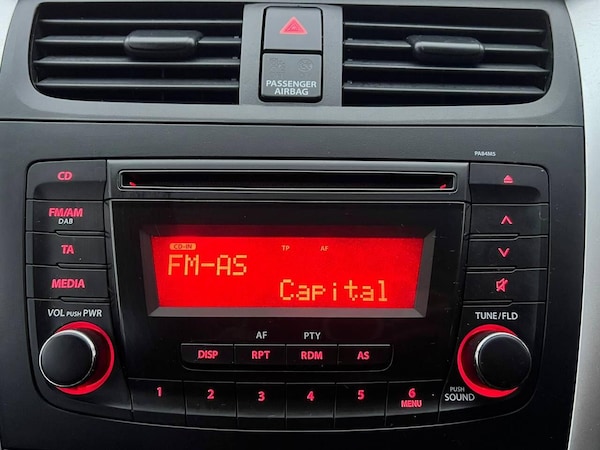 PASSENGER
AIRBAG
PA84M5
CD
FM/AM
DAB
TA
MEDIA
CD-IN TP AF
FM-AS
Capital
VOL PUSH PWR
TUNE/FLD
AF PTY
DISP RPT RDM AS
1 2 3 4 5 6
MENU
PUSH
SOUND